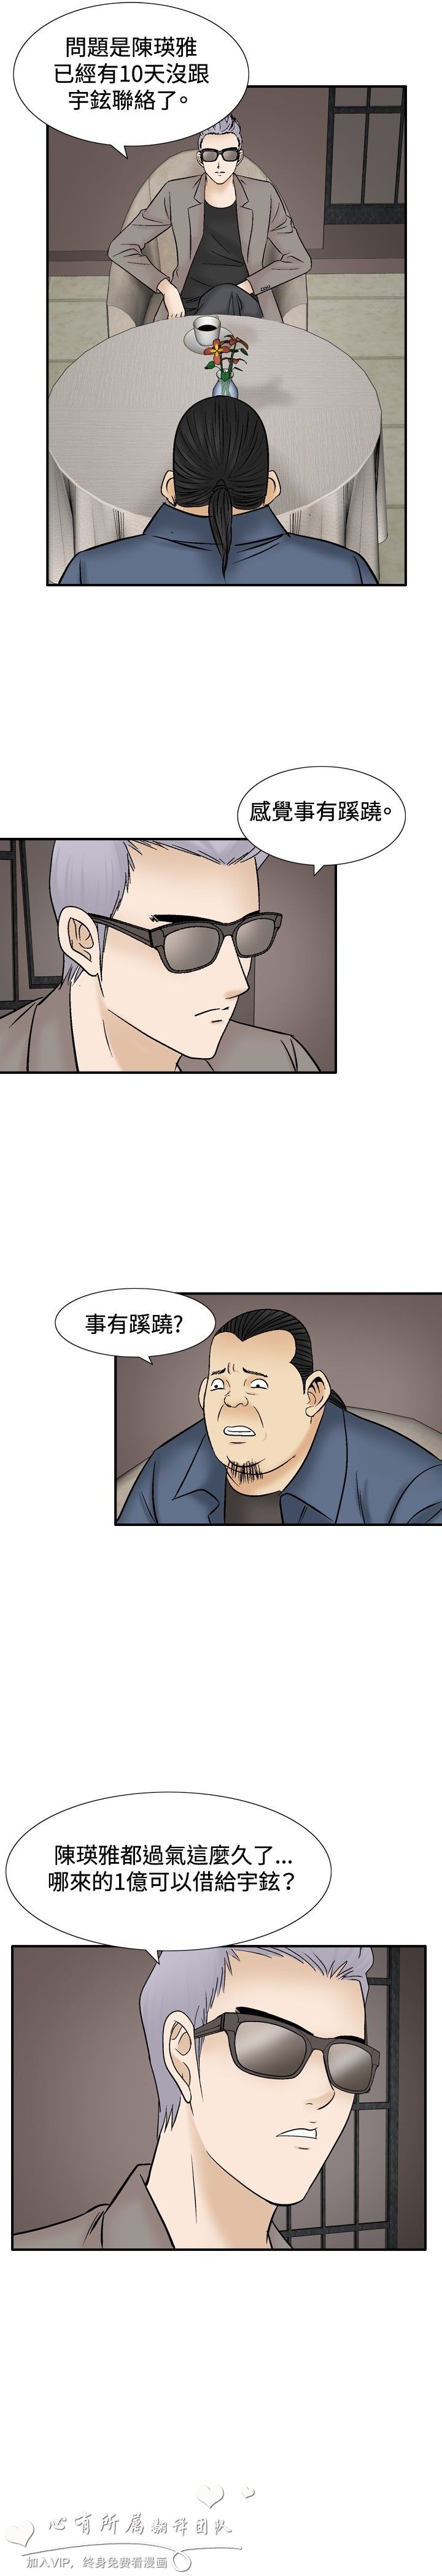 問題是陳瑛雅
已經有10天沒跟
宇鉉聯絡了。
感覺事有蹊蹺。
事有蹊蹺?
陳瑛雅都過氣這麼久了...
哪來的1億可以借給宇鉉？
心有所属翻译团队
加入VIP，终身免费看漫画